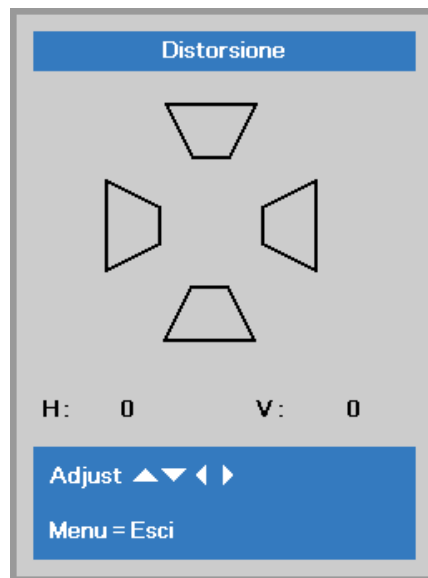 Distorsione
H: 0 V: 0
Adjust ▲▼◀▶
Menu = Esci